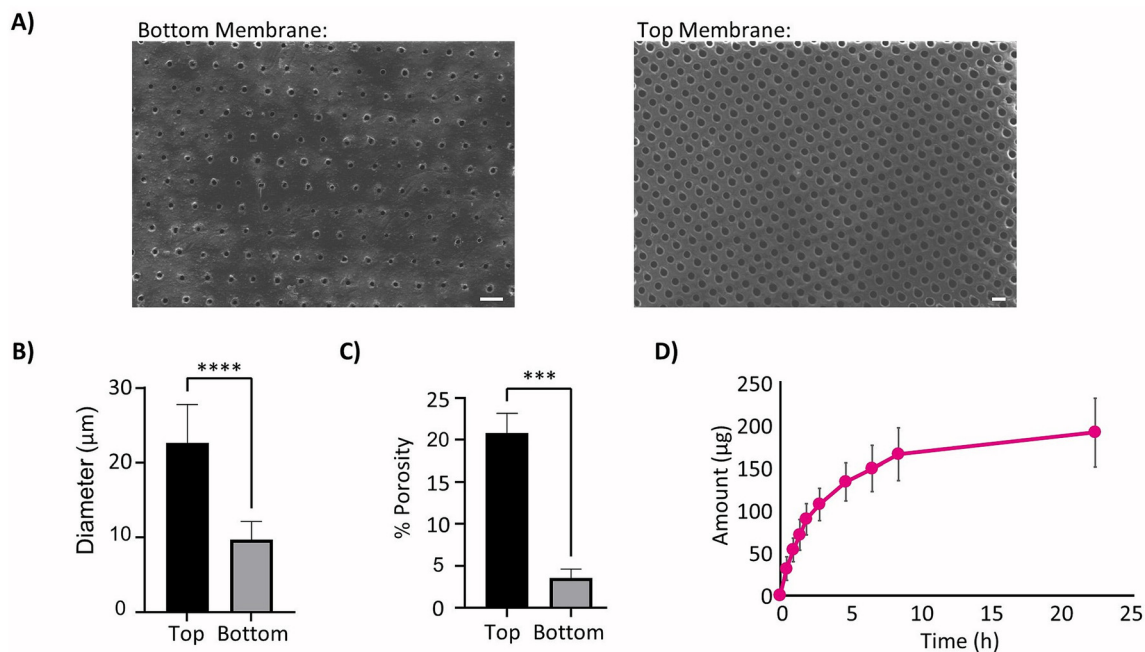 A)
Bottom Membrane:
Top Membrane:
B)
****
30
20
10
0
Diameter (µm)
Top
Bottom
C)
***
25
20
15
10
5
0
% Porosity
Top
Bottom
D)
250
200
150
100
50
0
Amount (µg)
0
5
10
15
20
25
Time (h)